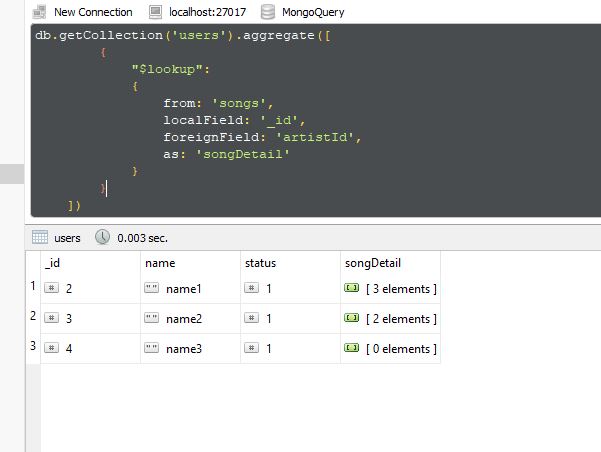 New Connection localhost:27017 MongoQuery
db.getCollection('users').aggregate([
{
"$lookup":
{
from: 'songs',
localField: '_id',
foreignField: 'artistId',
as: 'songDetail'
}
}
])
users 0.003 sec.
_id name status songDetail
1 # 2 "" name1 # 1 [ 3 elements ]
2 # 3 "" name2 # 1 [ 2 elements ]
3 # 4 "" name3 # 1 [ 0 elements ]